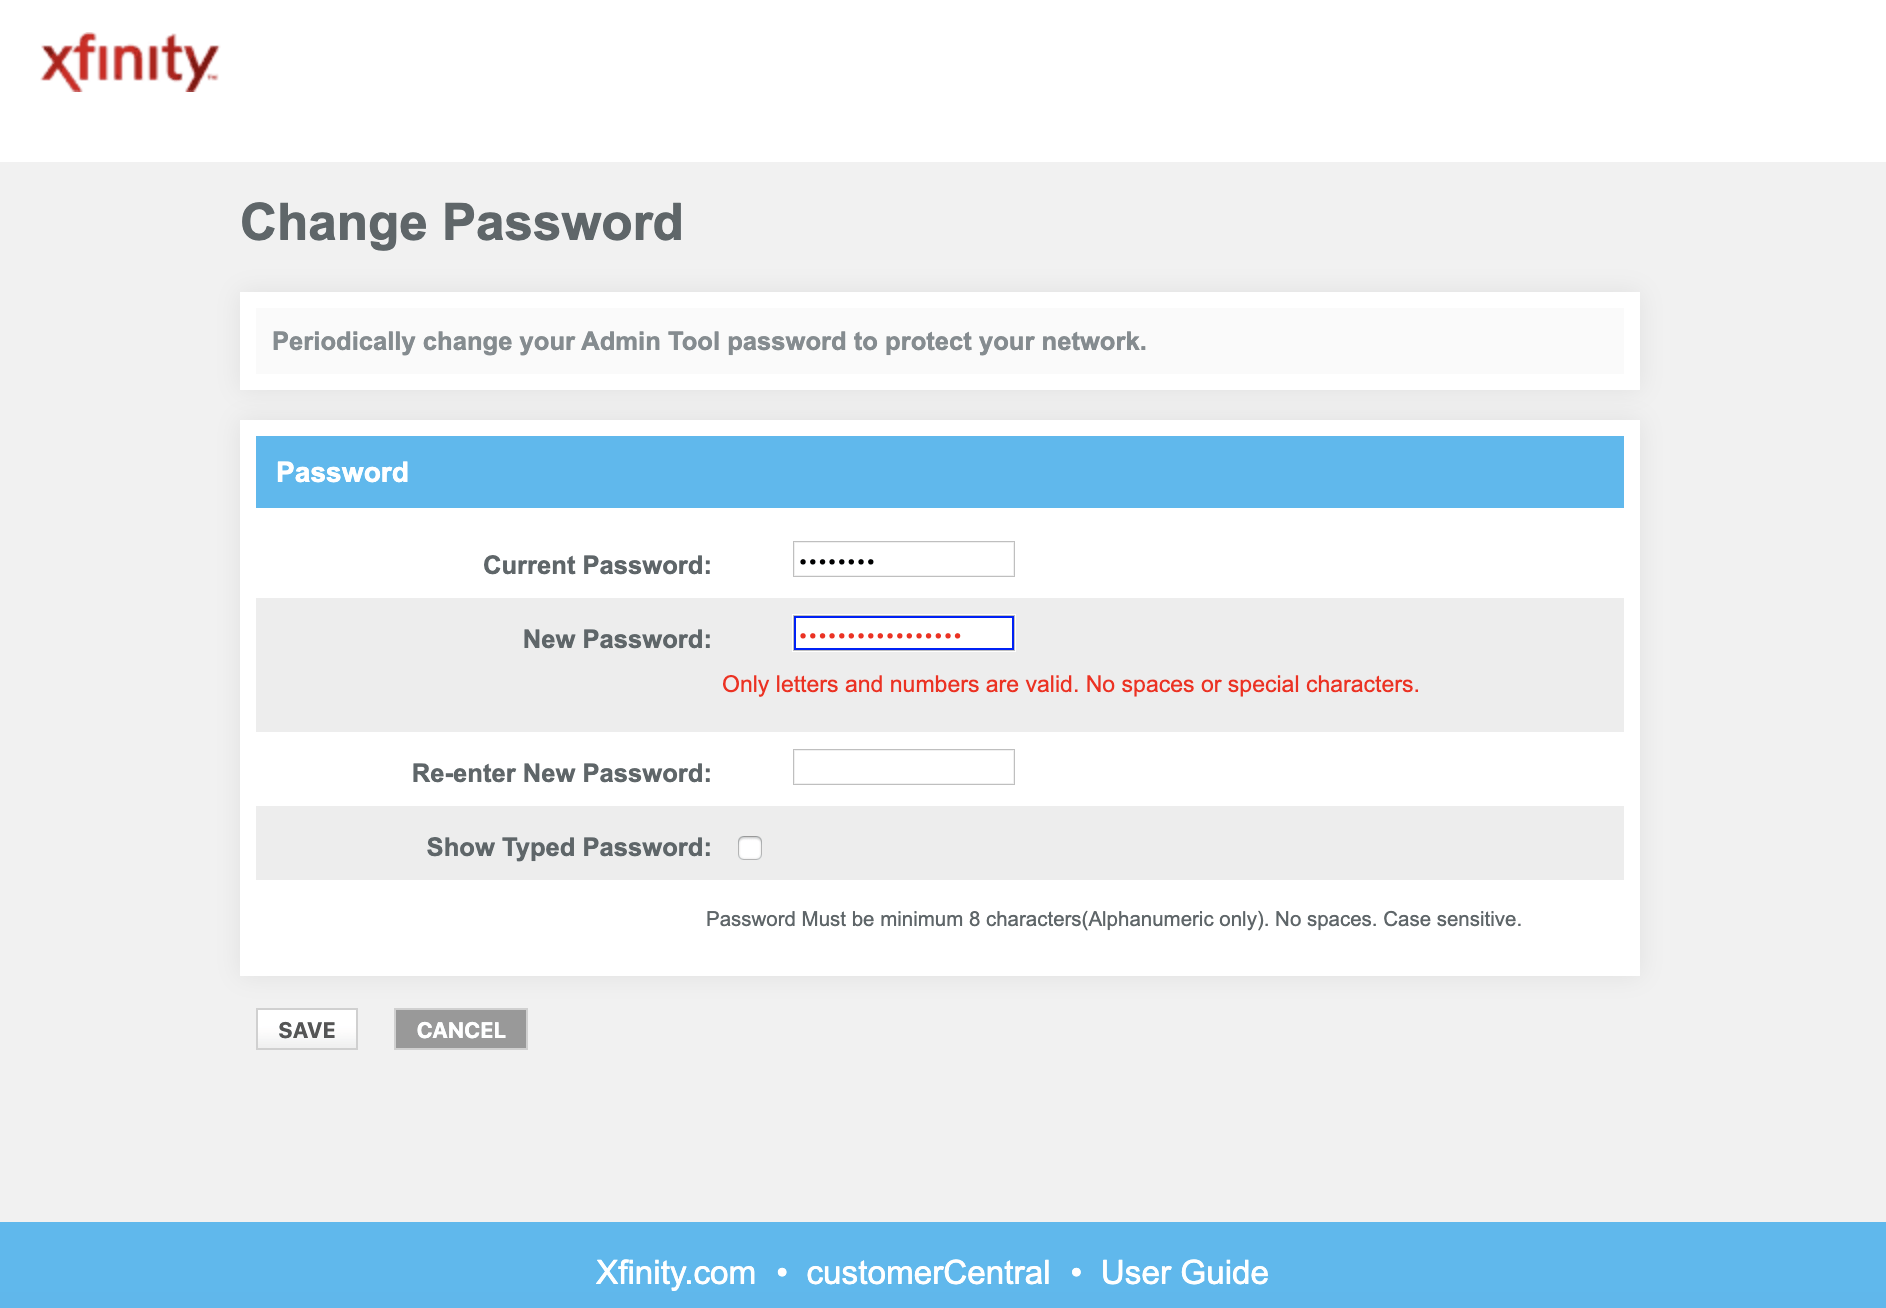 xfinity™
Change Password
Periodically change your Admin Tool password to protect your network.
Password
Current Password: ••••••••
New Password: •••••••••••••••••
Only letters and numbers are valid. No spaces or special characters.
Re-enter New Password:
Show Typed Password:
Password Must be minimum 8 characters(Alphanumeric only). No spaces. Case sensitive.
SAVE CANCEL
Xfinity.com • customerCentral • User Guide